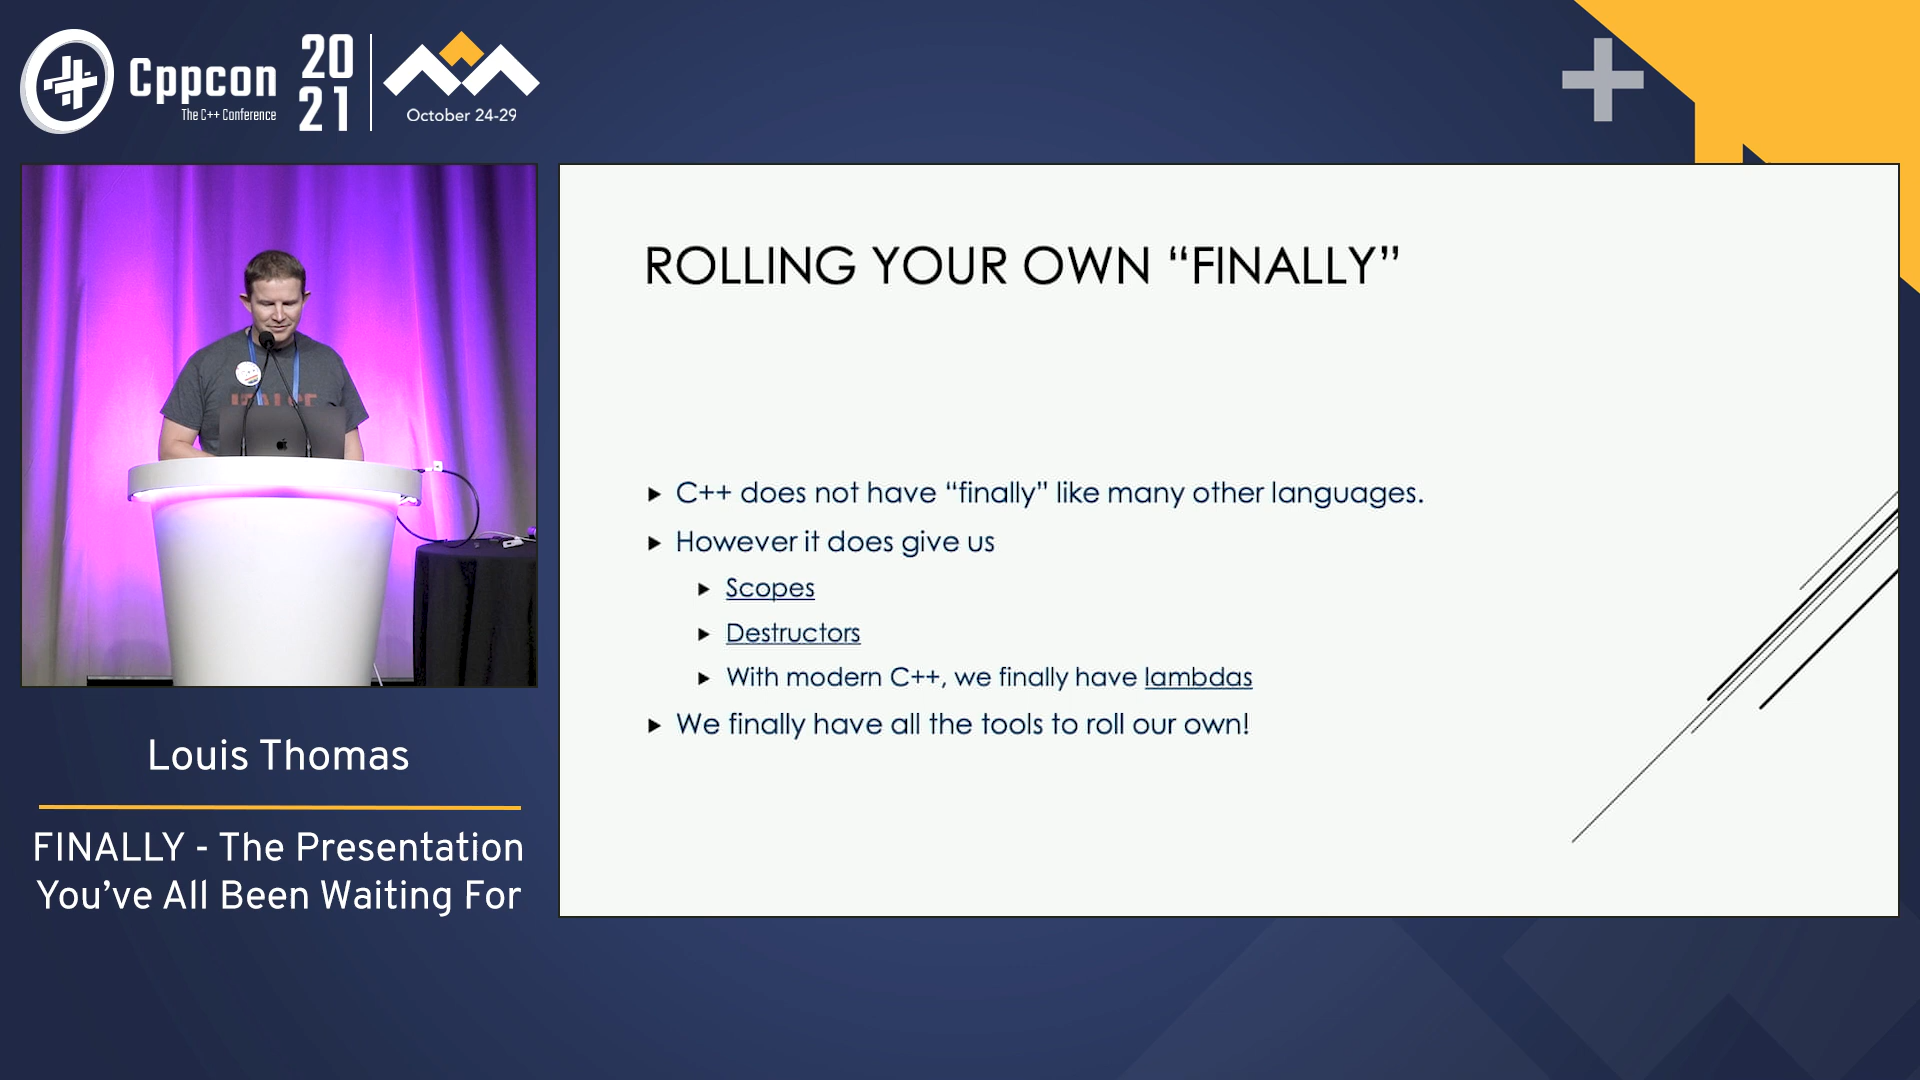 Cppcon
The C++ Conference
20
21
October 24-29
ROLLING YOUR OWN “FINALLY”
C++ does not have “finally” like many other languages.
However it does give us
Scopes
Destructors
With modern C++, we finally have lambdas
We finally have all the tools to roll our own!
Louis Thomas
FINALLY - The Presentation
You’ve All Been Waiting For